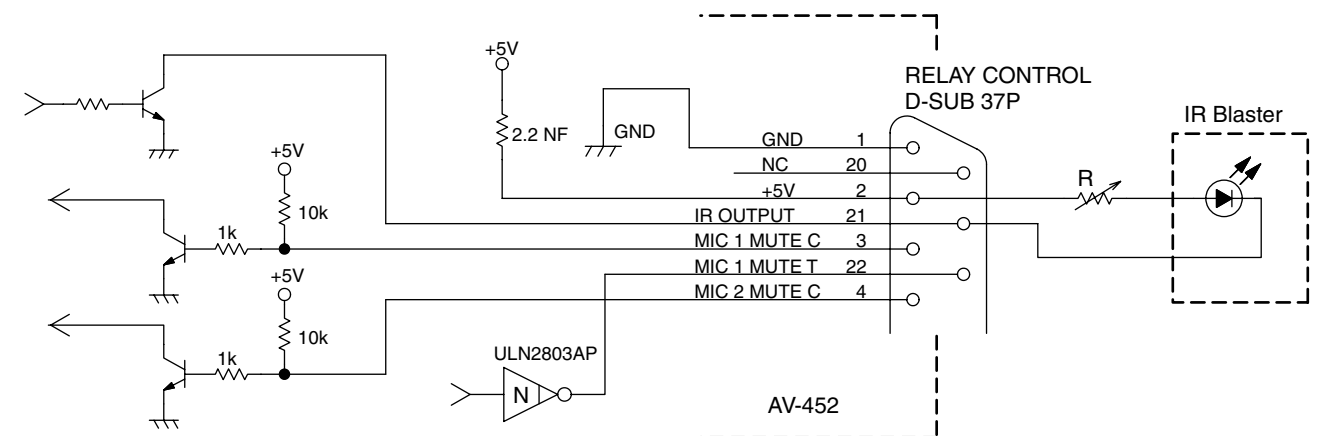 +5V
RELAY CONTROL
D-SUB 37P
IR Blaster
2.2 NF
GND
GND 1
NC 20
+5V 2
R
IR OUTPUT 21
MIC 1 MUTE C 3
MIC 1 MUTE T 22
MIC 2 MUTE C 4
+5V
10k
1k
+5V
10k
1k
ULN2803AP
N
AV-452